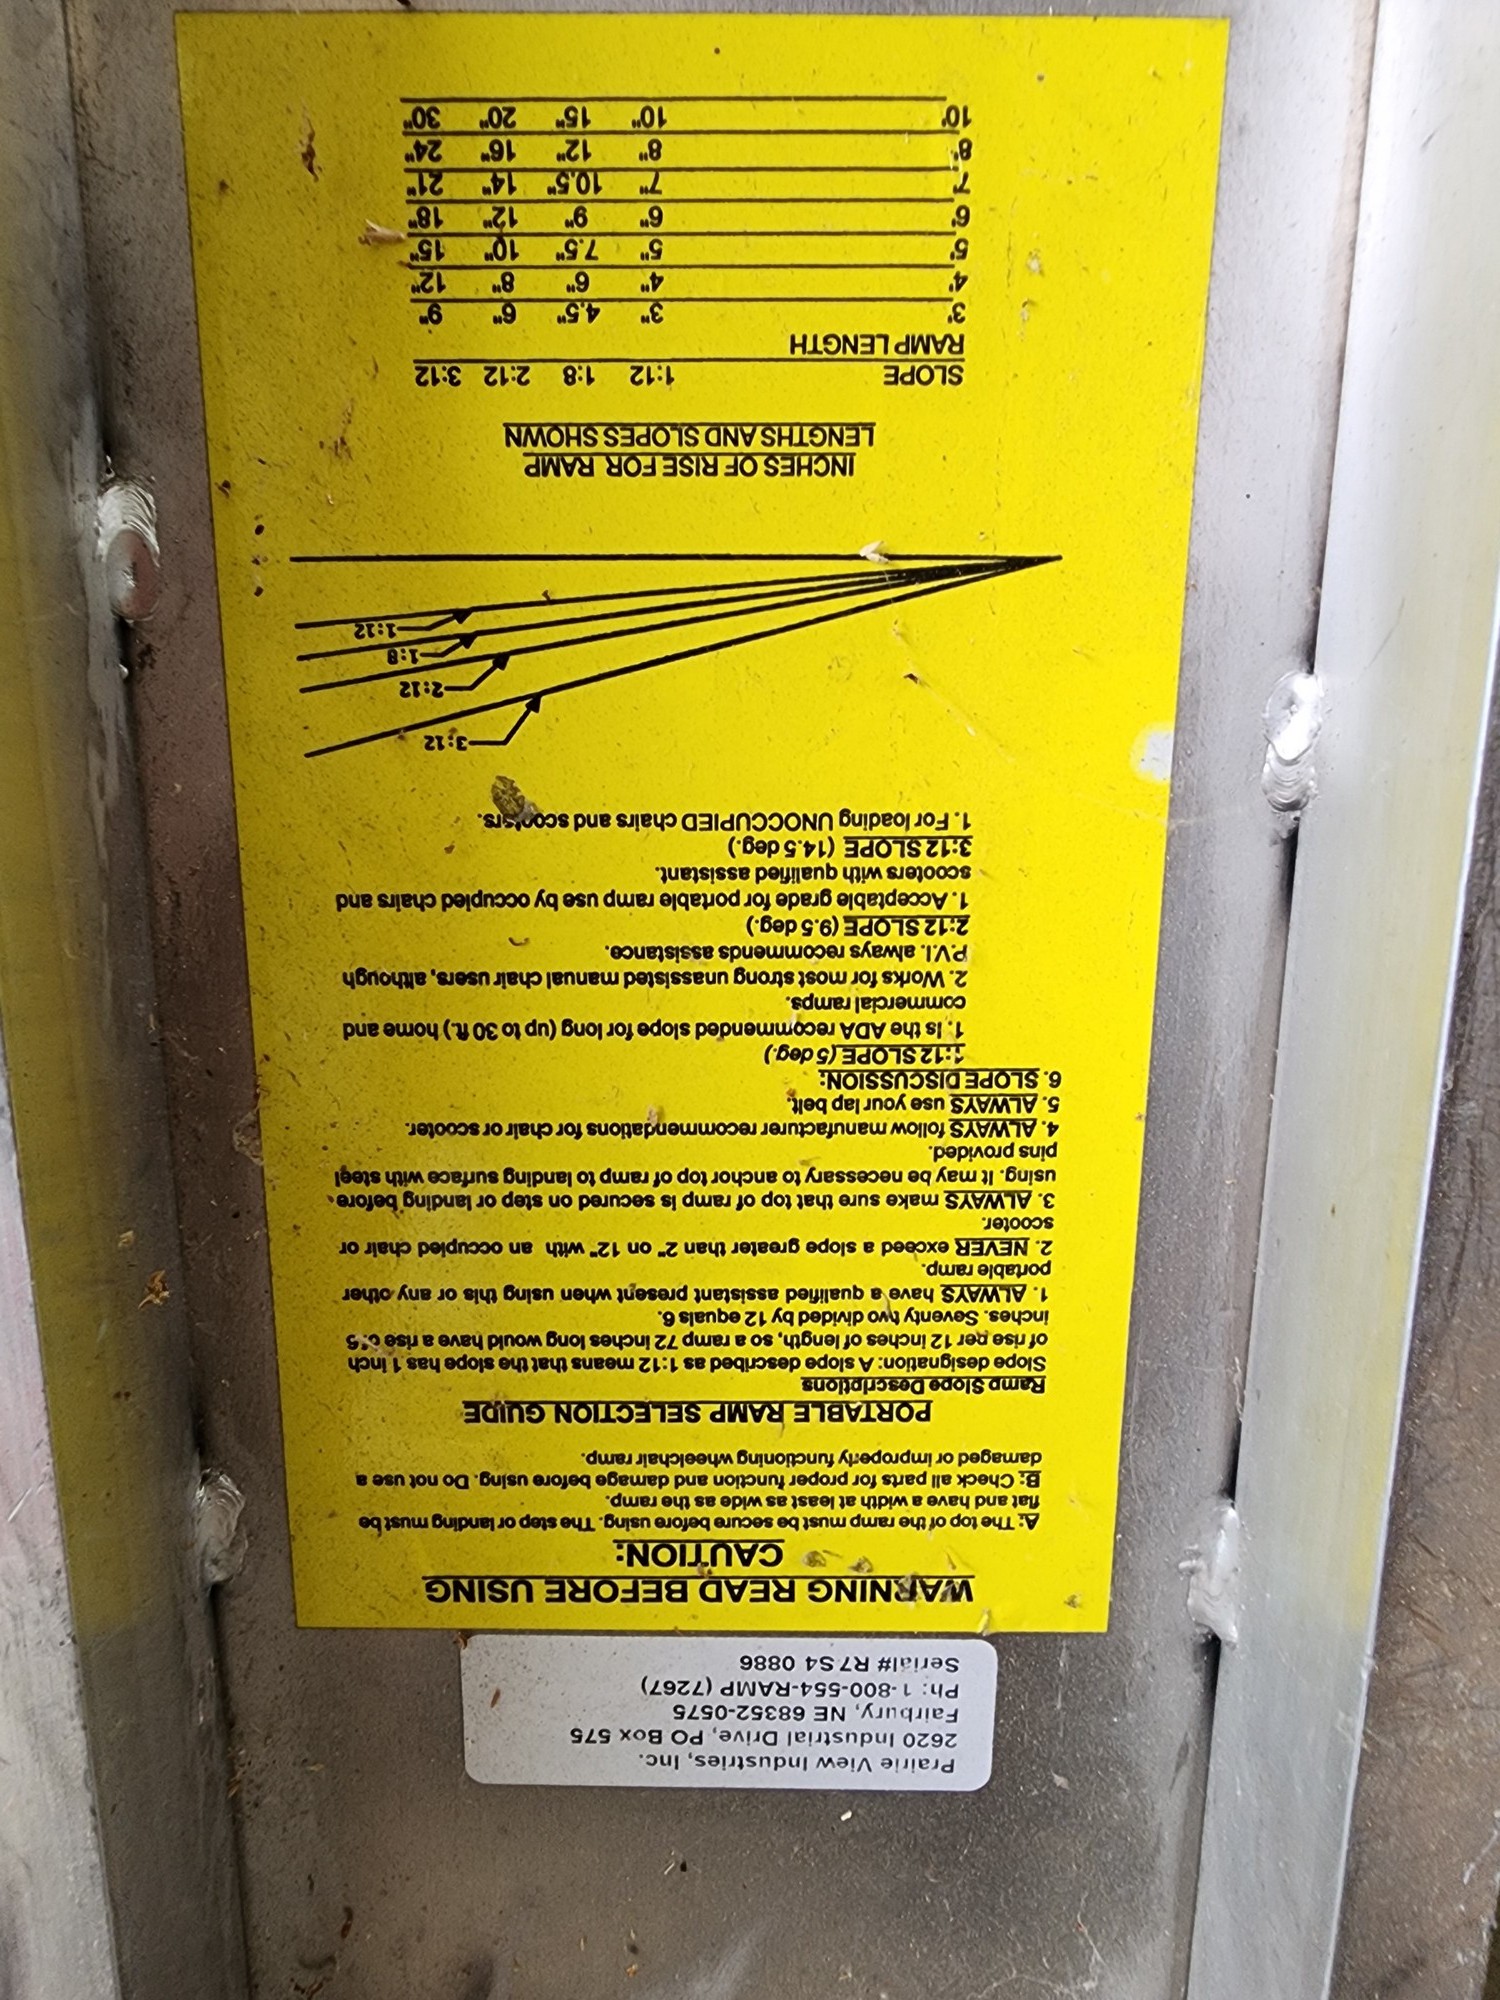 Prairie View Industries, Inc.
2620 Industrial Drive, PO Box 575
Fairbury, NE 68352-0575
Ph: 1-800-554-RAMP (7267)
Serial# R7S4 0886
WARNING READ BEFORE USING
CAUTION:
A: The top of the ramp must be secure before using. The step or landing must be
flat and have a width at least as wide as the ramp.
B: Check all parts for proper function and damage before using. Do not use a
damaged or improperly functioning wheelchair ramp.
PORTABLE RAMP SELECTION GUIDE
Ramp Slope Descriptions
Slope designation: A slope described as 1:12 means that the slope has 1 inch
of rise per 12 inches of length, so a ramp 72 inches long would have a rise of 6
inches. Seventy two divided by 12 equals 6.
1. ALWAYS have a qualified assistant present when using this or any other
portable ramp.
2. NEVER exceed a slope greater than 2" on 12" with an occupied chair or
scooter.
3. ALWAYS make sure that top of ramp is secured on step or landing before
using. It may be necessary to anchor top of ramp to landing surface with steel
pins provided.
4. ALWAYS follow manufacturer recommendations for chair or scooter.
5. ALWAYS use your lap belt.
6. SLOPE DISCUSSION:
1:12 SLOPE (5 deg.)
1. Is the ADA recommended slope for long (up to 30 ft.) home and
commercial ramps.
2. Works for most strong unassisted manual chair users, although
P.V.I. always recommends assistance.
2:12 SLOPE (9.5 deg.)
1. Acceptable grade for portable ramp use by occupied chairs and
scooters with qualified assistant.
3:12 SLOPE (14.5 deg.)
1. For loading UNOCCUPIED chairs and scooters.
3:12
2:12
1:8
1:12
INCHES OF RISE FOR RAMP
LENGTHS AND SLOPES SHOWN
SLOPE 1:12 1:8 2:12 3:12
RAMP LENGTH
3' 3" 4.5" 6" 9"
4' 4" 6" 8" 12"
5' 5" 7.5" 10" 15"
6' 6" 9" 12" 18"
7' 7" 10.5" 14" 21"
8' 8" 12" 16" 24"
10' 10" 15" 20" 30"